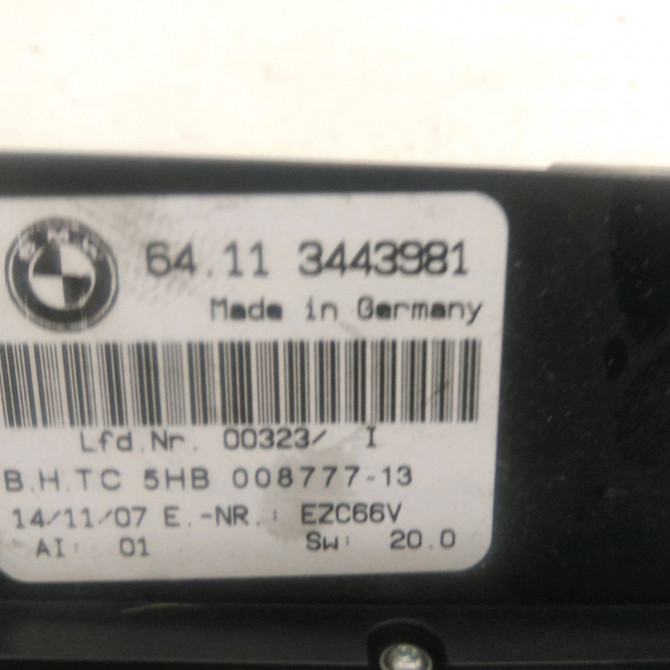 BMW
64.11 3443981
Made in Germany
Lfd.Nr. 00323/ I
B.H.TC 5HB 008777-13
14/11/07 E.-NR.: EZC66V
AI: 01 SW: 20.0